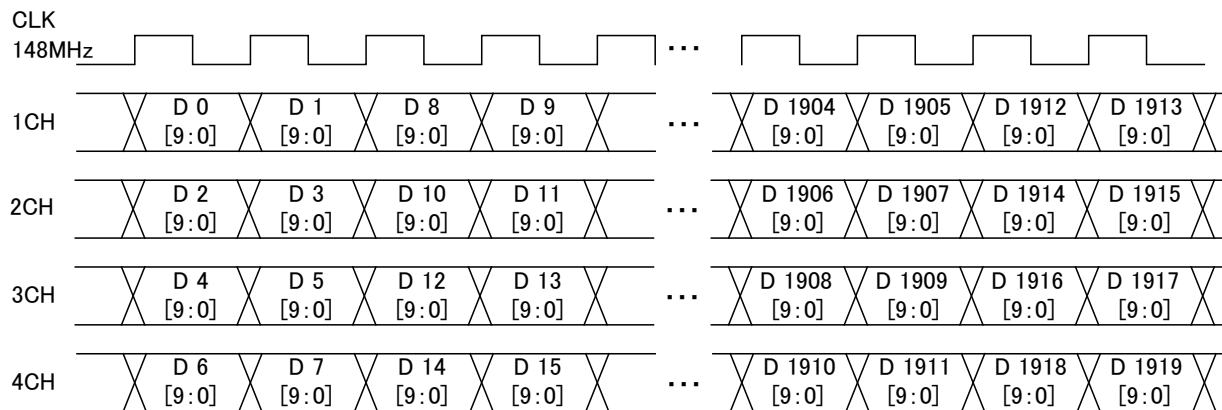 CLK
148MHz
...
1CH
D 0 D 1 D 8 D 9 ... D 1904 D 1905 D 1912 D 1913
[9:0] [9:0] [9:0] [9:0] [9:0] [9:0] [9:0] [9:0]
2CH
D 2 D 3 D 10 D 11 ... D 1906 D 1907 D 1914 D 1915
[9:0] [9:0] [9:0] [9:0] [9:0] [9:0] [9:0] [9:0]
3CH
D 4 D 5 D 12 D 13 ... D 1908 D 1909 D 1916 D 1917
[9:0] [9:0] [9:0] [9:0] [9:0] [9:0] [9:0] [9:0]
4CH
D 6 D 7 D 14 D 15 ... D 1910 D 1911 D 1918 D 1919
[9:0] [9:0] [9:0] [9:0] [9:0] [9:0] [9:0] [9:0]